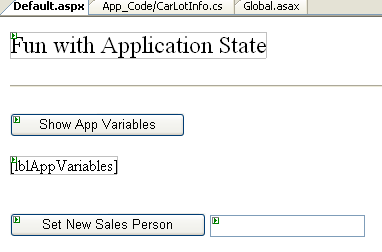 Default.aspx App_Code/CarLotInfo.cs Global.asax
Fun with Application State
Show App Variables
[lblAppVariables]
Set New Sales Person